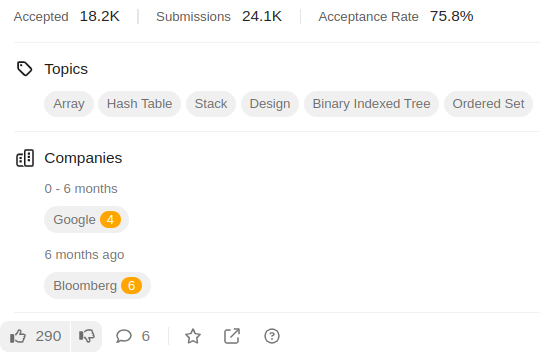 Accepted 18.2K Submissions 24.1K Acceptance Rate 75.8%
Topics
Array Hash Table Stack Design Binary Indexed Tree Ordered Set
Companies
0 - 6 months
Google 4
6 months ago
Bloomberg 6
290 6